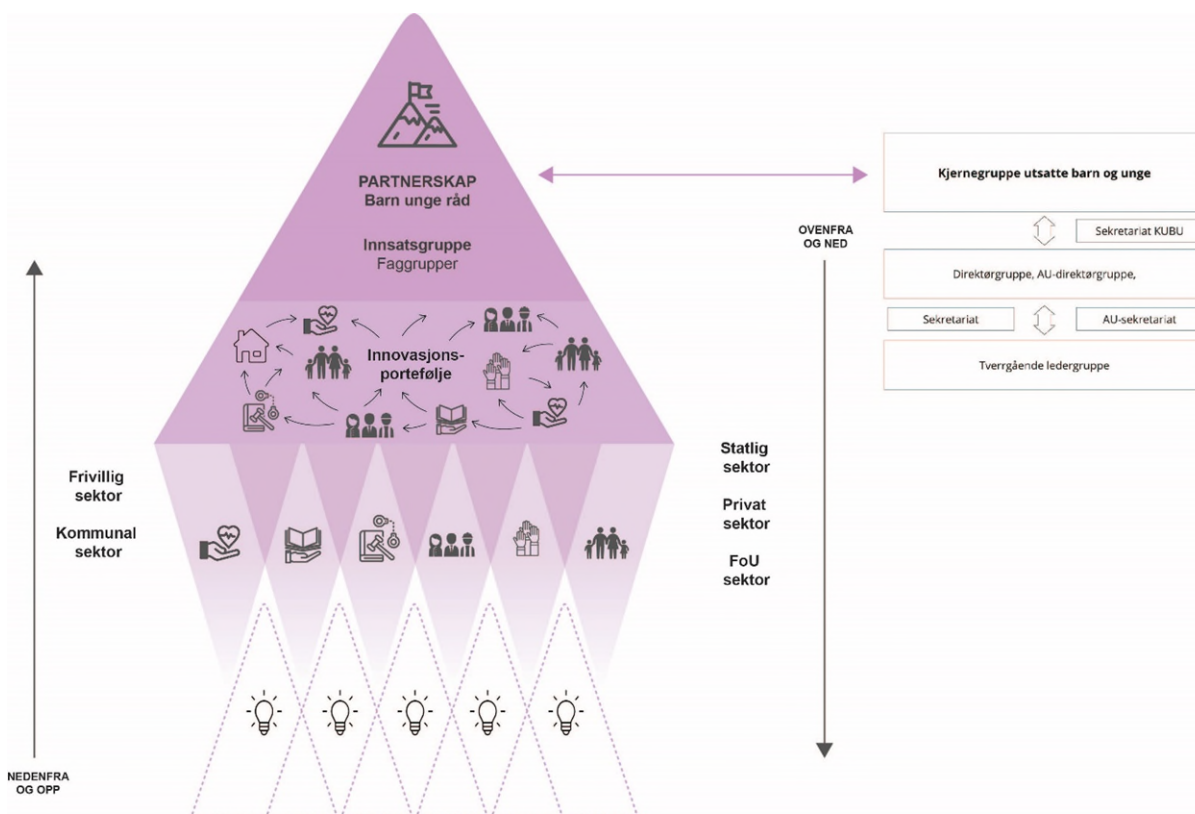 PARTNERSKAP
Barn unge råd
Innsatsgruppe
Faggrupper
Innovasjons-
portefølje
Frivillig
sektor
Kommunal
sektor
NEDENFRA
OG OPP
OVENFRA
OG NED
Statlig
sektor
Privat
sektor
FoU
sektor
Kjernegruppe utsatte barn og unge
Sekretariat KUBU
Direktørgruppe, AU-direktørgruppe,
Sekretariat
AU-sekretariat
Tverrgående ledergruppe